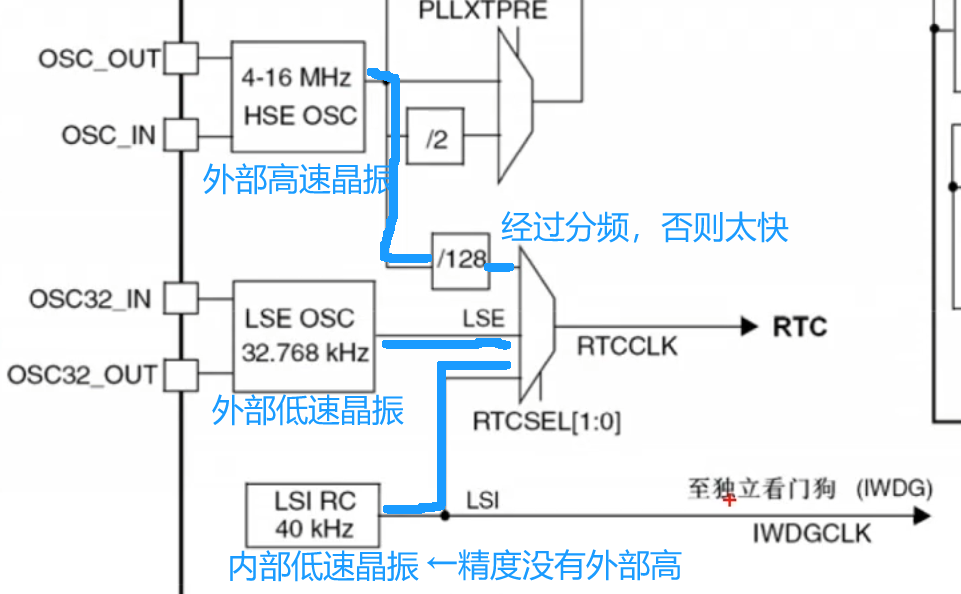 PLLXTPRE
OSC_OUT
4-16 MHz
HSE OSC
OSC_IN
/2
外部高速晶振
经过分频，否则太快
/128
OSC32_IN
LSE OSC
32.768 kHz
LSE
RTC
RTCCLK
OSC32_OUT
外部低速晶振
RTCSEL[1:0]
LSI RC
40 kHz
LSI
至独立看门狗 (IWDG)
IWDGCLK
内部低速晶振 ←精度没有外部高